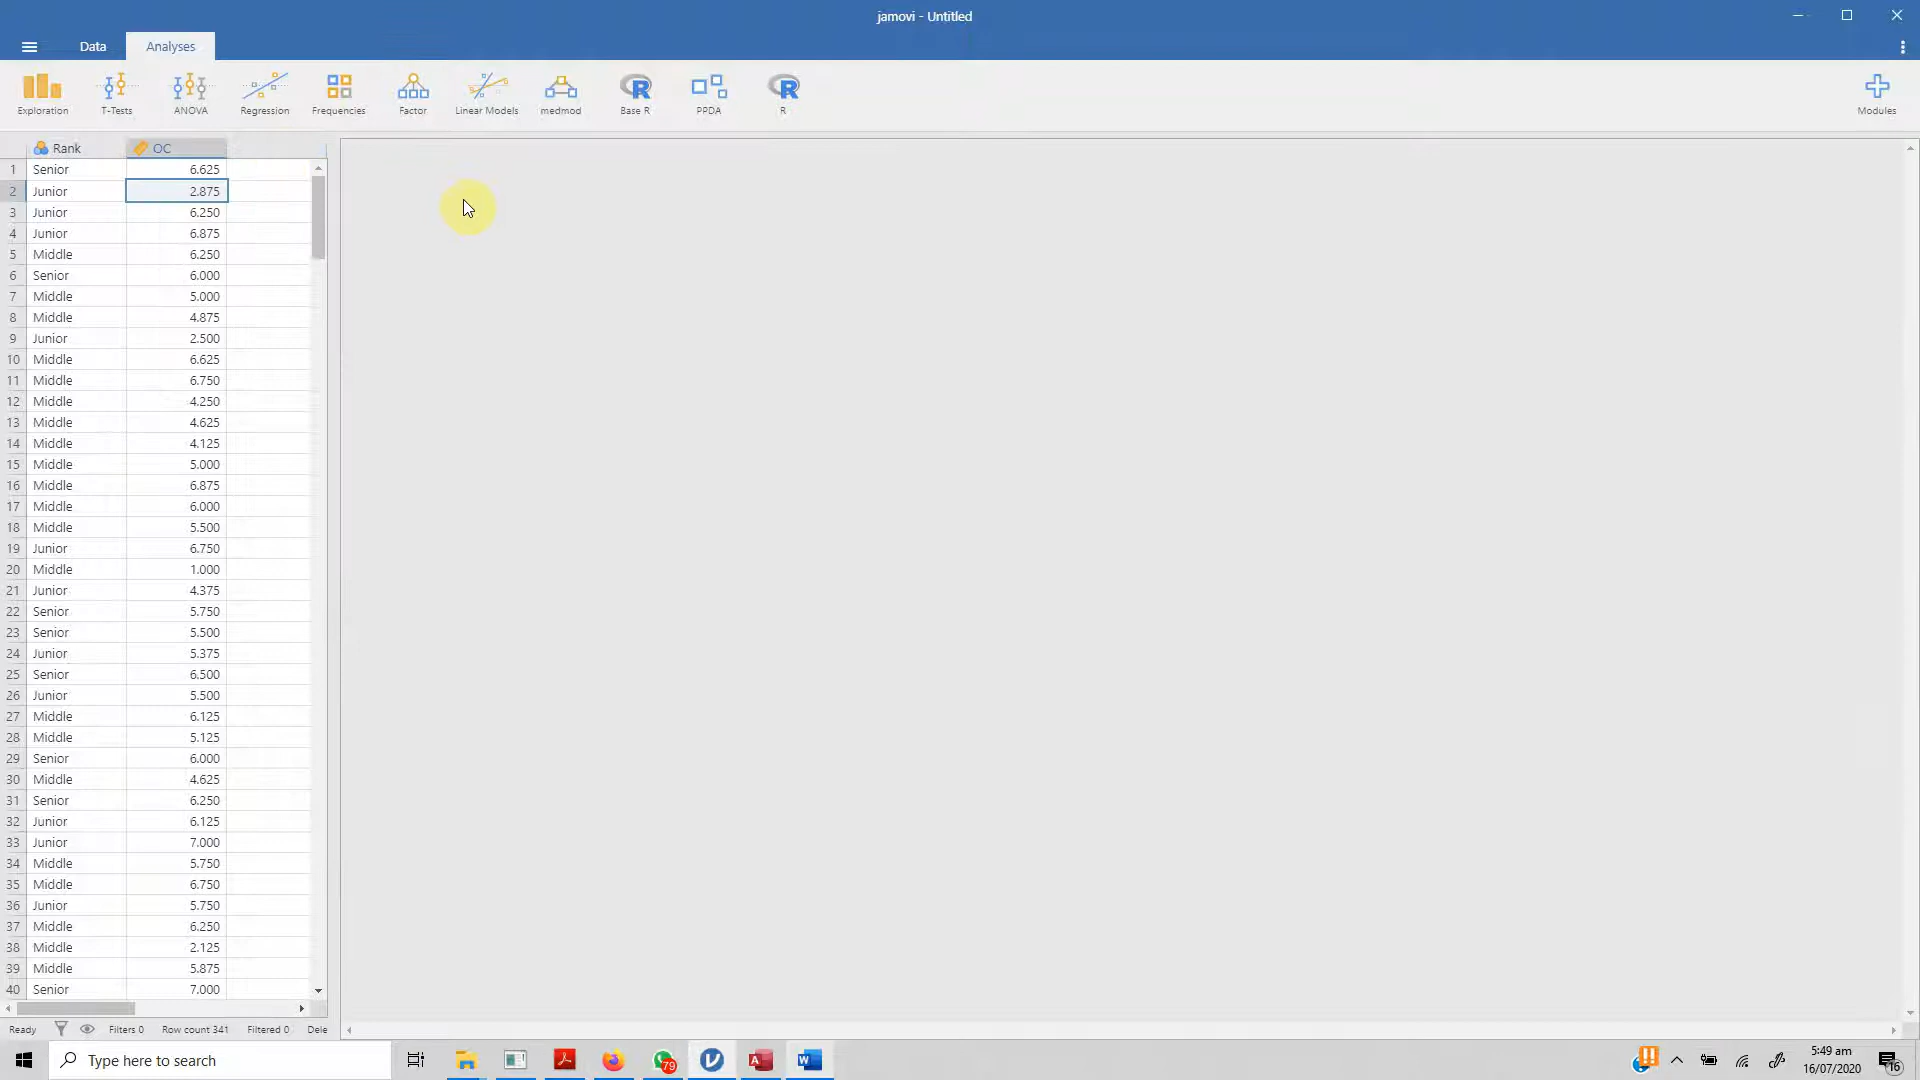 jamovi - Untitled
Data Analyses
Exploration T-Tests ANOVA Regression Frequencies Factor Linear Models medmod Base R PPDA R Modules
Rank OC
1 Senior 6.625
2 Junior 2.875
3 Junior 6.250
4 Junior 6.875
5 Middle 6.250
6 Senior 6.000
7 Middle 5.000
8 Middle 4.875
9 Junior 2.500
10 Middle 6.625
11 Middle 6.750
12 Middle 4.250
13 Middle 4.625
14 Middle 4.125
15 Middle 5.000
16 Middle 6.875
17 Middle 6.000
18 Middle 5.500
19 Junior 6.750
20 Middle 1.000
21 Junior 4.375
22 Senior 5.750
23 Senior 5.500
24 Junior 5.375
25 Senior 6.500
26 Junior 5.500
27 Middle 6.125
28 Middle 5.125
29 Senior 6.000
30 Middle 4.625
31 Senior 6.250
32 Junior 6.125
33 Junior 7.000
34 Middle 5.750
35 Middle 6.750
36 Junior 5.750
37 Middle 6.250
38 Middle 2.125
39 Middle 5.875
40 Senior 7.000
Ready Filters 0 Row count 341 Filtered 0 Dele
Type here to search
79
5:49 am
16/07/2020
16